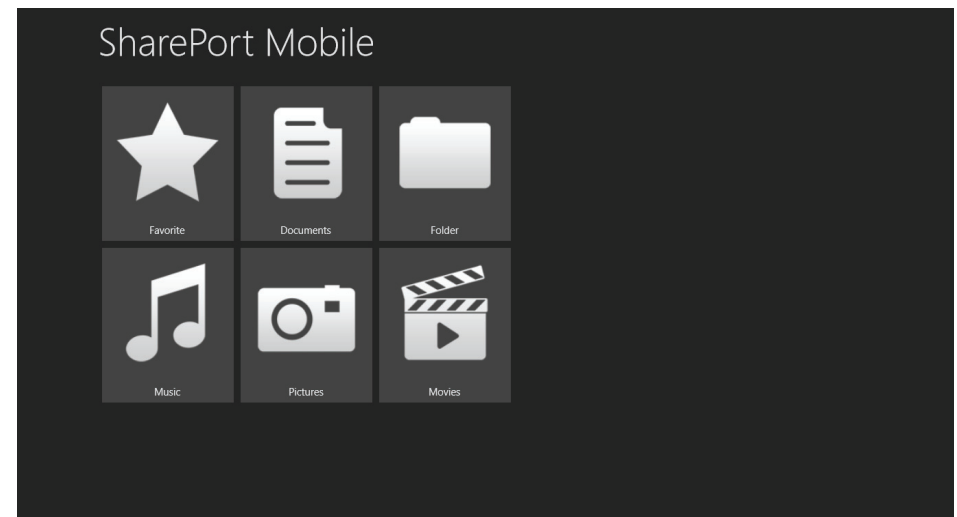 SharePort Mobile
Favorite
Documents
Folder
Music
Pictures
Movies